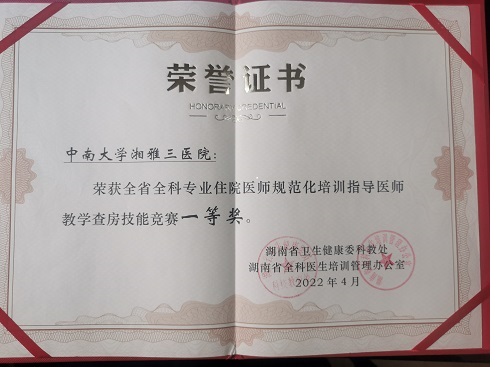 荣誉证书
中南大学湘雅三医院：
荣获全省全科专业住院医师规范化培训指导医师
教学查房技能竞赛一等奖。
湖南省卫生健康委科教处
湖南省全科医生培训管理办公室
2022年4月